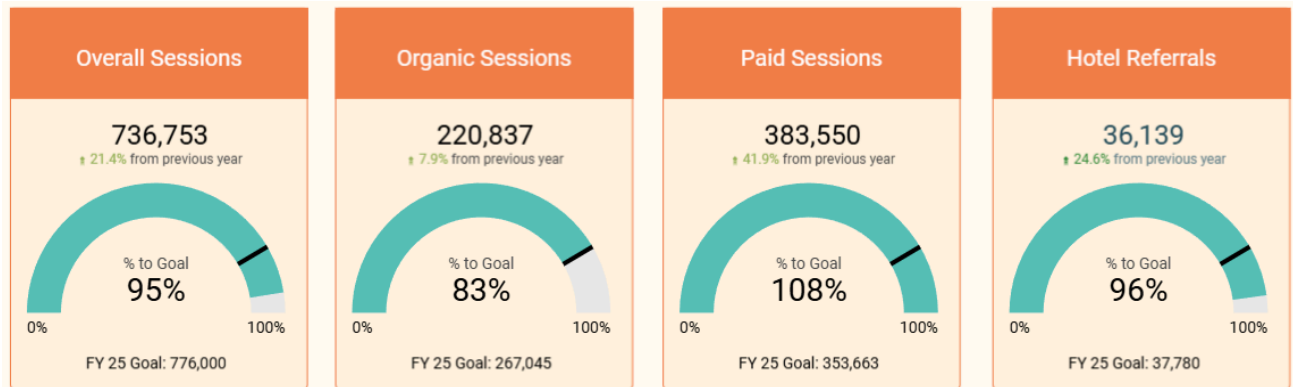 Overall Sessions
736,753
⬆ 21.4% from previous year
% to Goal
95%
0% 100%
FY 25 Goal: 776,000
Organic Sessions
220,837
⬆ 7.9% from previous year
% to Goal
83%
0% 100%
FY 25 Goal: 267,045
Paid Sessions
383,550
⬆ 41.9% from previous year
% to Goal
108%
0% 100%
FY 25 Goal: 353,663
Hotel Referrals
36,139
⬆ 24.6% from previous year
% to Goal
96%
0% 100%
FY 25 Goal: 37,780